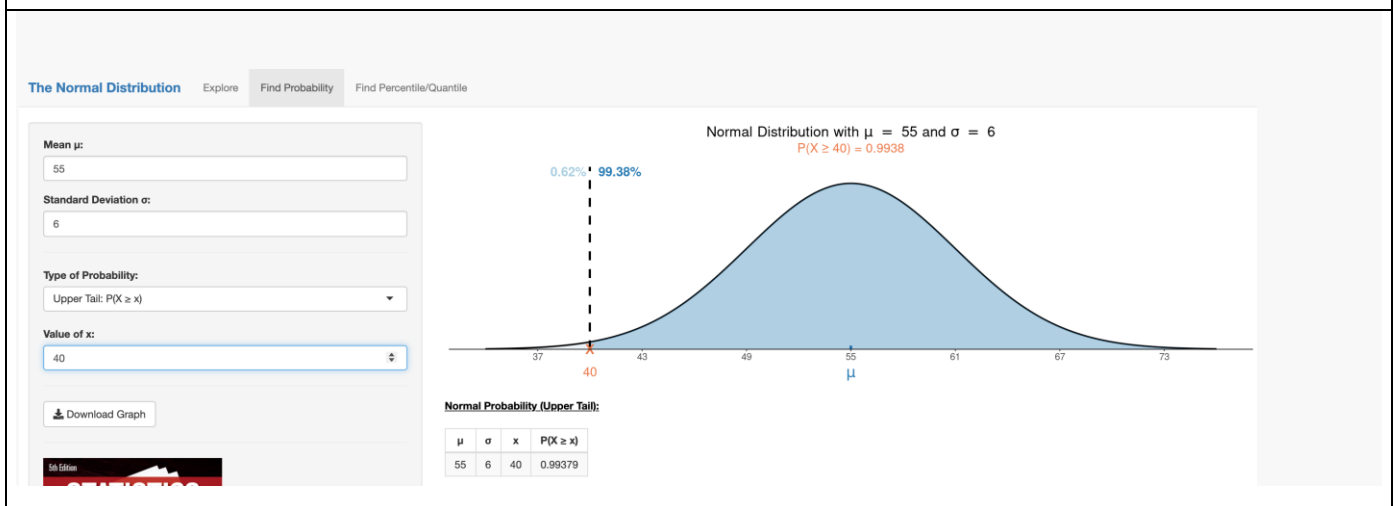 The Normal Distribution Explore Find Probability Find Percentile/Quantile
Mean μ:
55
Standard Deviation σ:
6
Type of Probability:
Upper Tail: P(X ≥ x)
Value of x:
40
Download Graph
5th Edition
Normal Distribution with μ = 55 and σ = 6
P(X ≥ 40) = 0.9938
0.62% 99.38%
37 43 49 55 61 67 73
40 μ
Normal Probability (Upper Tail):
μ σ x P(X ≥ x)
55 6 40 0.99379